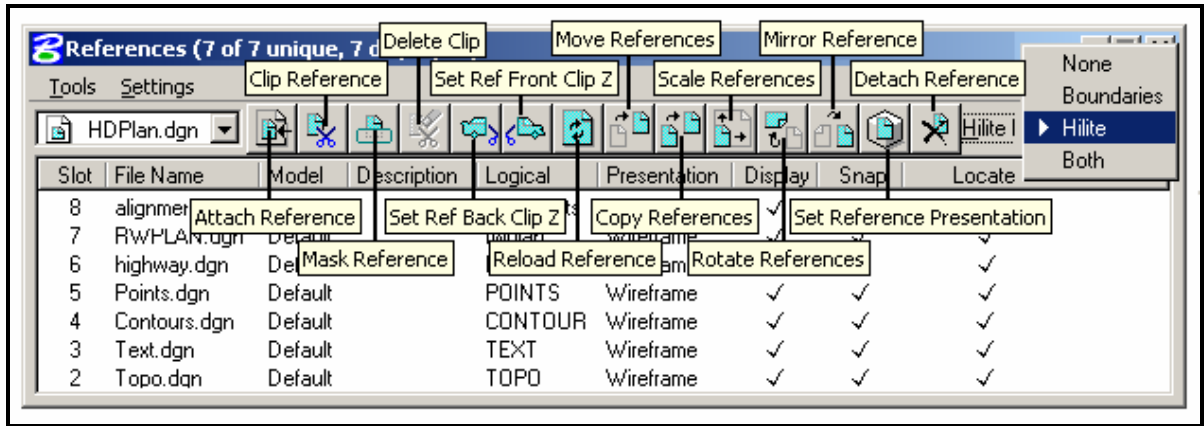 References (7 of 7 unique, 7 d
Delete Clip
Move References
Mirror Reference
Tools Settings
Clip Reference
Set Ref Front Clip Z
Scale References
Detach Reference
None
Boundaries
Hilite
Both
HDPlan.dgn
Hilite
Slot File Name Model Description Logical Presentation Display Snap Locate
8 ✓
Attach Reference
Set Ref Back Clip Z
Copy References
Set Reference Presentation
7 RWPLAN.dgn Default Wireframe ✓ ✓ ✓
Mask Reference
Reload Reference
Rotate References
6 highway.dgn ✓
5 Points.dgn Default POINTS Wireframe ✓ ✓ ✓
4 Contours.dgn Default CONTOUR Wireframe ✓ ✓ ✓
3 Text.dgn Default TEXT Wireframe ✓ ✓ ✓
2 Topo.dgn Default TOPO Wireframe ✓ ✓ ✓